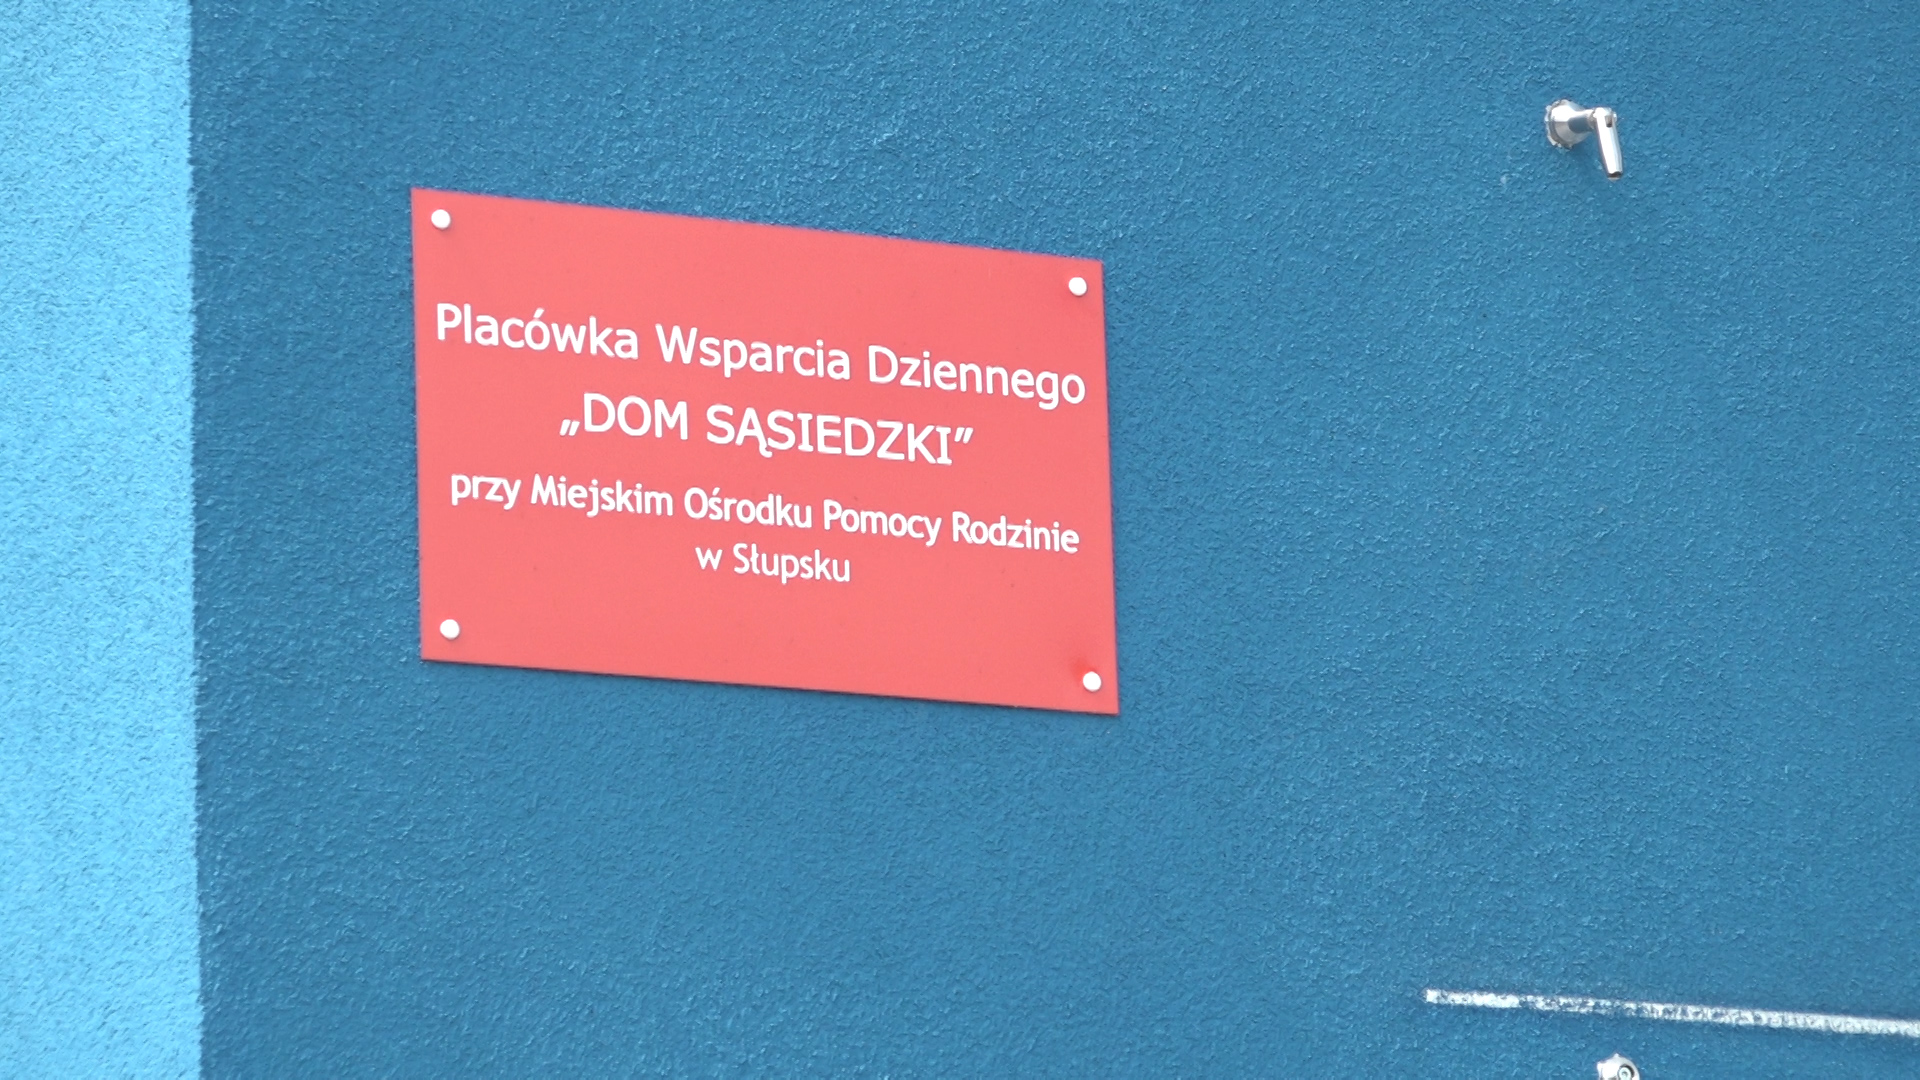 Placówka Wsparcia Dziennego
„DOM SĄSIEDZKI”
przy Miejskim Ośrodku Pomocy Rodzinie
w Słupsku